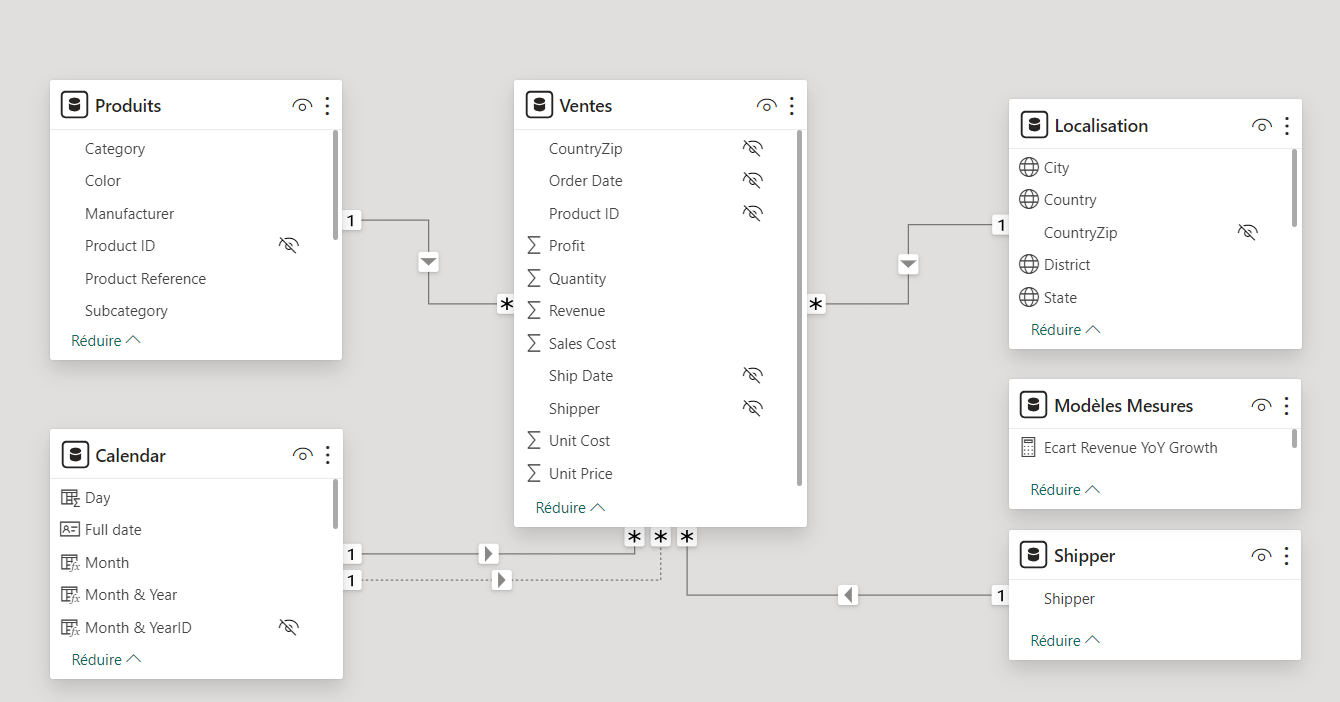 Produits
Category
Color
Manufacturer
Product ID
Product Reference
Subcategory
Réduire
1
*
Ventes
CountryZip
Order Date
Product ID
Σ Profit
Σ Quantity
Σ Revenue
Σ Sales Cost
Ship Date
Shipper
Σ Unit Cost
Σ Unit Price
Réduire
*
1
Localisation
City
Country
CountryZip
District
State
Réduire
Modèles Mesures
Ecart Revenue YoY Growth
Réduire
Calendar
Day
Full date
Month
Month & Year
Month & YearID
Réduire
1
1
* * *
1
Shipper
Shipper
Réduire